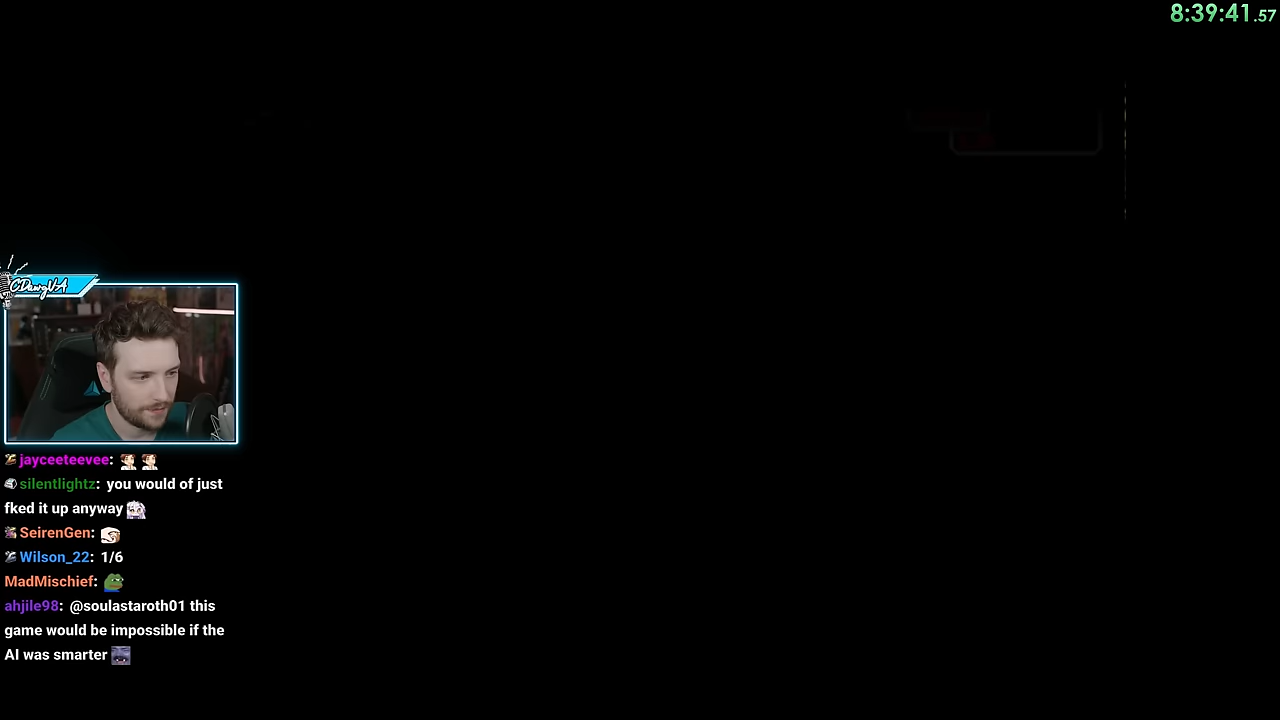 8:39:41.57
CDawgVA
jayceeteevee:
silentlightz: you would of just
fked it up anyway
SeirenGen:
Wilson_22: 1/6
MadMischief:
ahjile98: @soulastaroth01 this
game would be impossible if the
AI was smarter